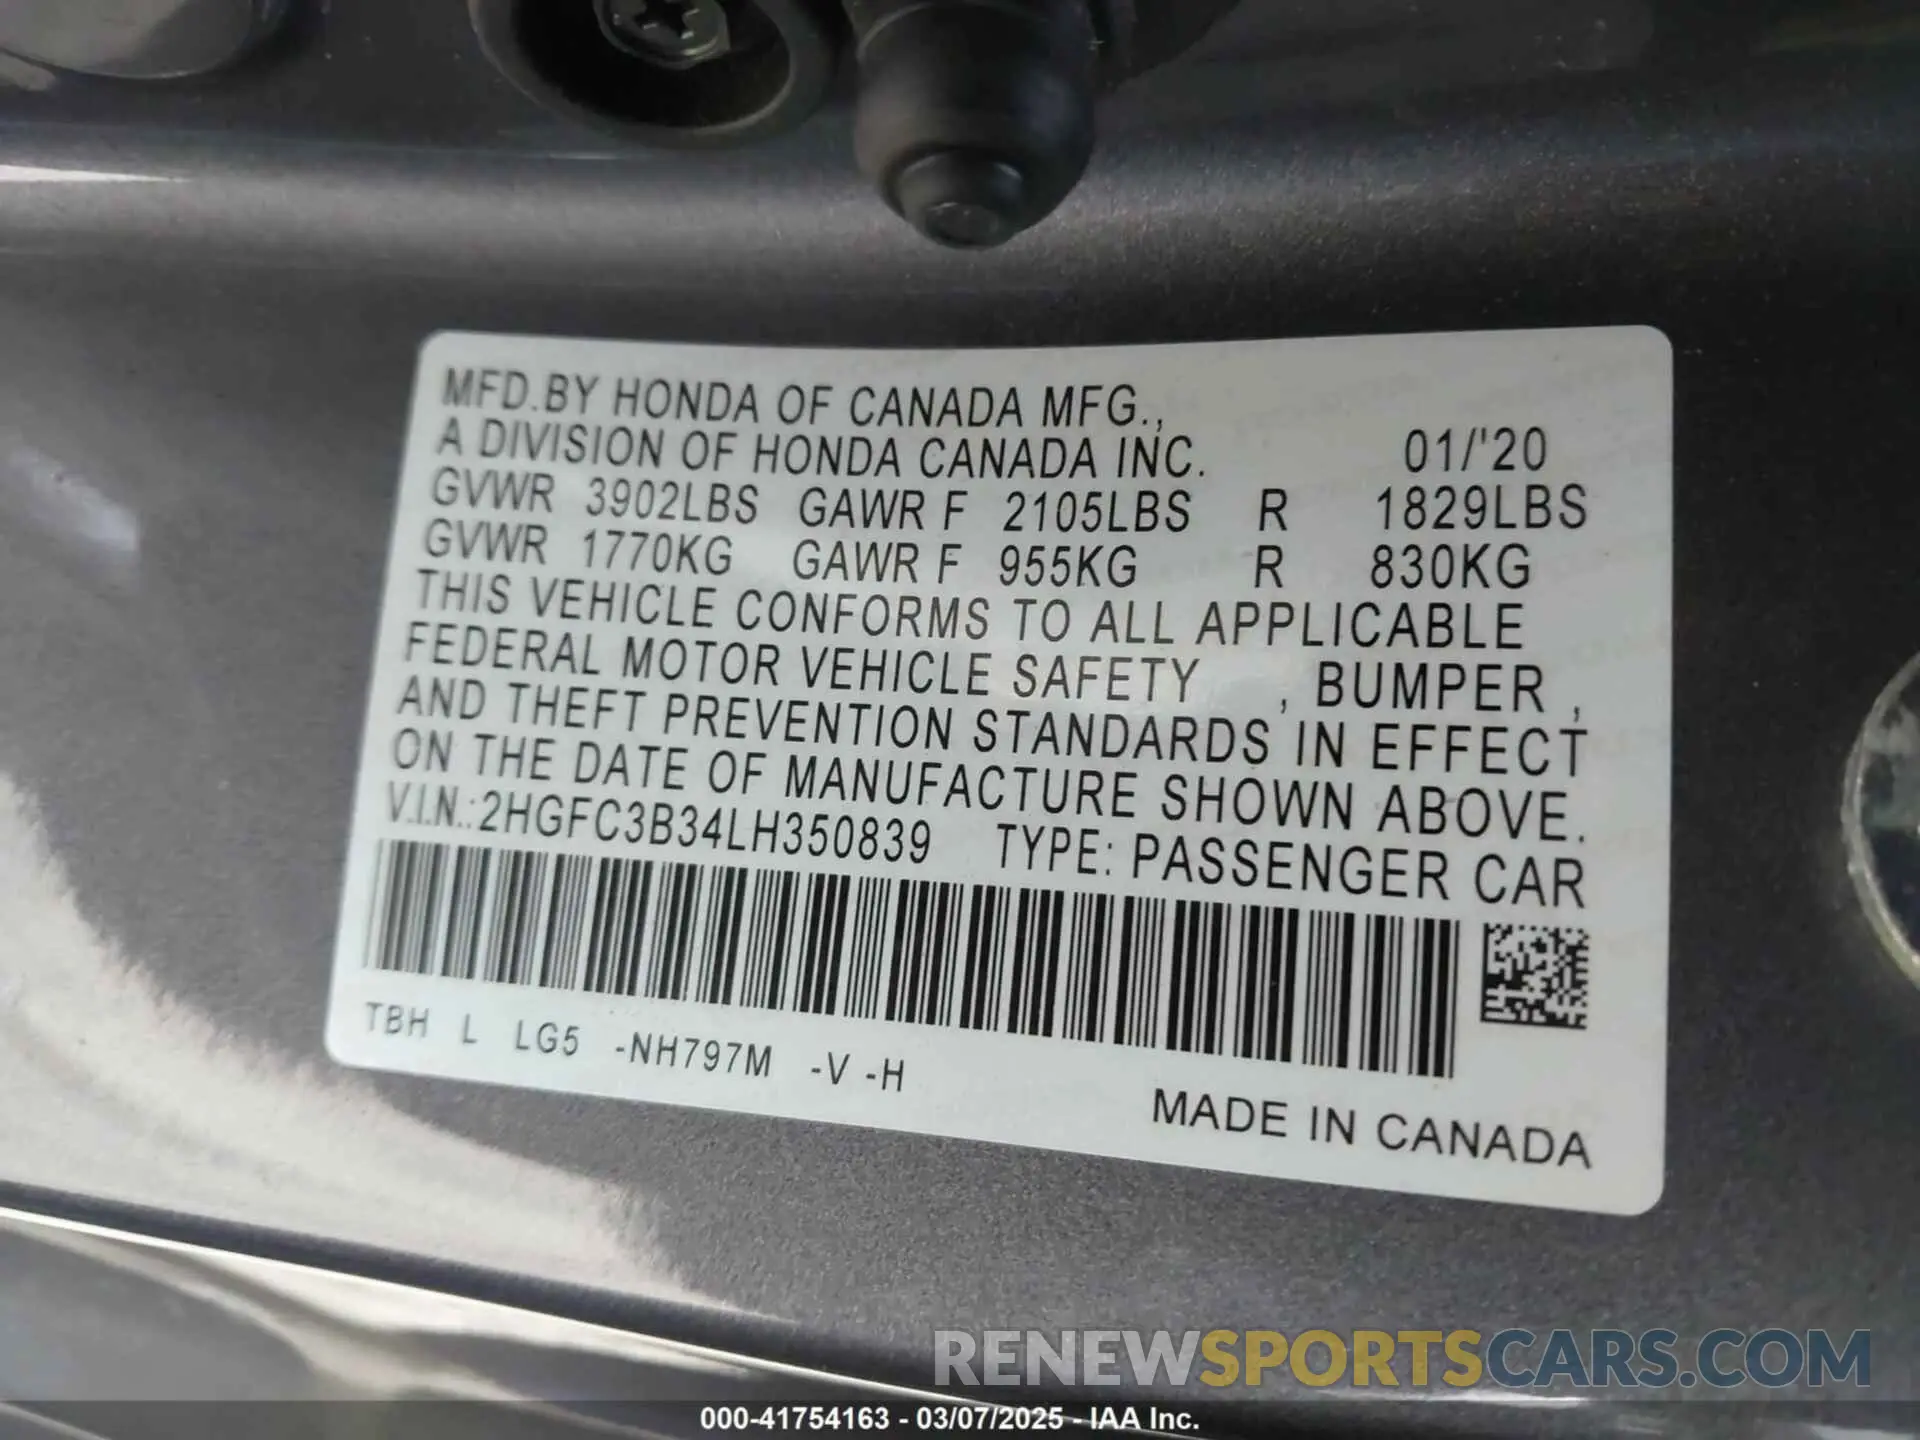 MFD.BY HONDA OF CANADA MFG.,
A DIVISION OF HONDA CANADA INC. 01/'20
GVWR 3902LBS GAWR F 2105LBS R 1829LBS
GVWR 1770KG GAWR F 955KG R 830KG
THIS VEHICLE CONFORMS TO ALL APPLICABLE
FEDERAL MOTOR VEHICLE SAFETY , BUMPER ,
AND THEFT PREVENTION STANDARDS IN EFFECT
ON THE DATE OF MANUFACTURE SHOWN ABOVE.
V.I.N.:2HGFC3B34LH350839 TYPE: PASSENGER CAR
TBH L LG5 -NH797M -V -H
MADE IN CANADA
RENEWSPORTSCARS.COM
000-41754163 - 03/07/2025 - IAA Inc.